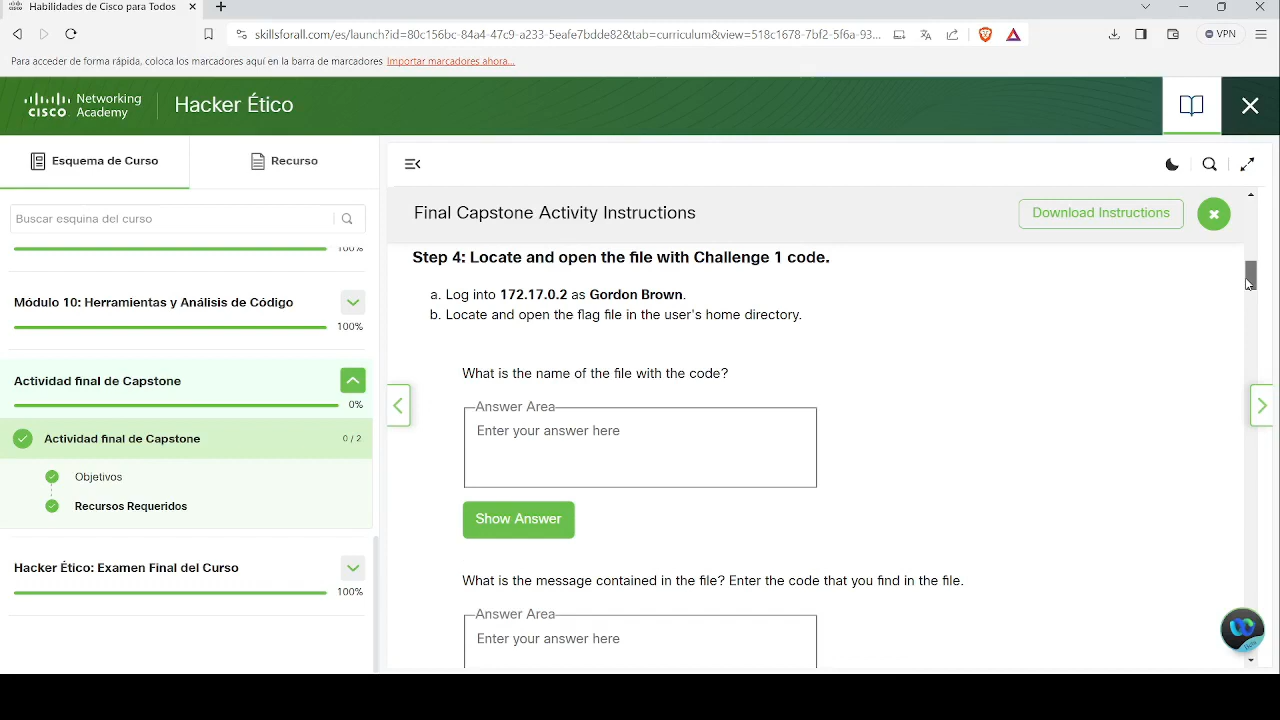 Habilidades de Cisco para Todos
skillsforall.com/es/launch?id=80c156bc-84a4-47c9-a233-5eafe7bdde82&tab=curriculum&view=518c1678-7bf2-5f6a-93...
VPN
Para acceder de forma rápida, coloca los marcadores aquí en la barra de marcadores Importar marcadores ahora...
CISCO Networking Academy
Hacker Ético
Esquema de Curso
Recurso
Buscar esquina del curso
100%
Módulo 10: Herramientas y Análisis de Código
100%
Actividad final de Capstone
0%
Actividad final de Capstone
0 / 2
Objetivos
Recursos Requeridos
Hacker Ético: Examen Final del Curso
100%
Final Capstone Activity Instructions
Download Instructions
Step 4: Locate and open the file with Challenge 1 code.
a. Log into 172.17.0.2 as Gordon Brown.
b. Locate and open the flag file in the user's home directory.
What is the name of the file with the code?
Answer Area
Enter your answer here
Show Answer
What is the message contained in the file? Enter the code that you find in the file.
Answer Area
Enter your answer here